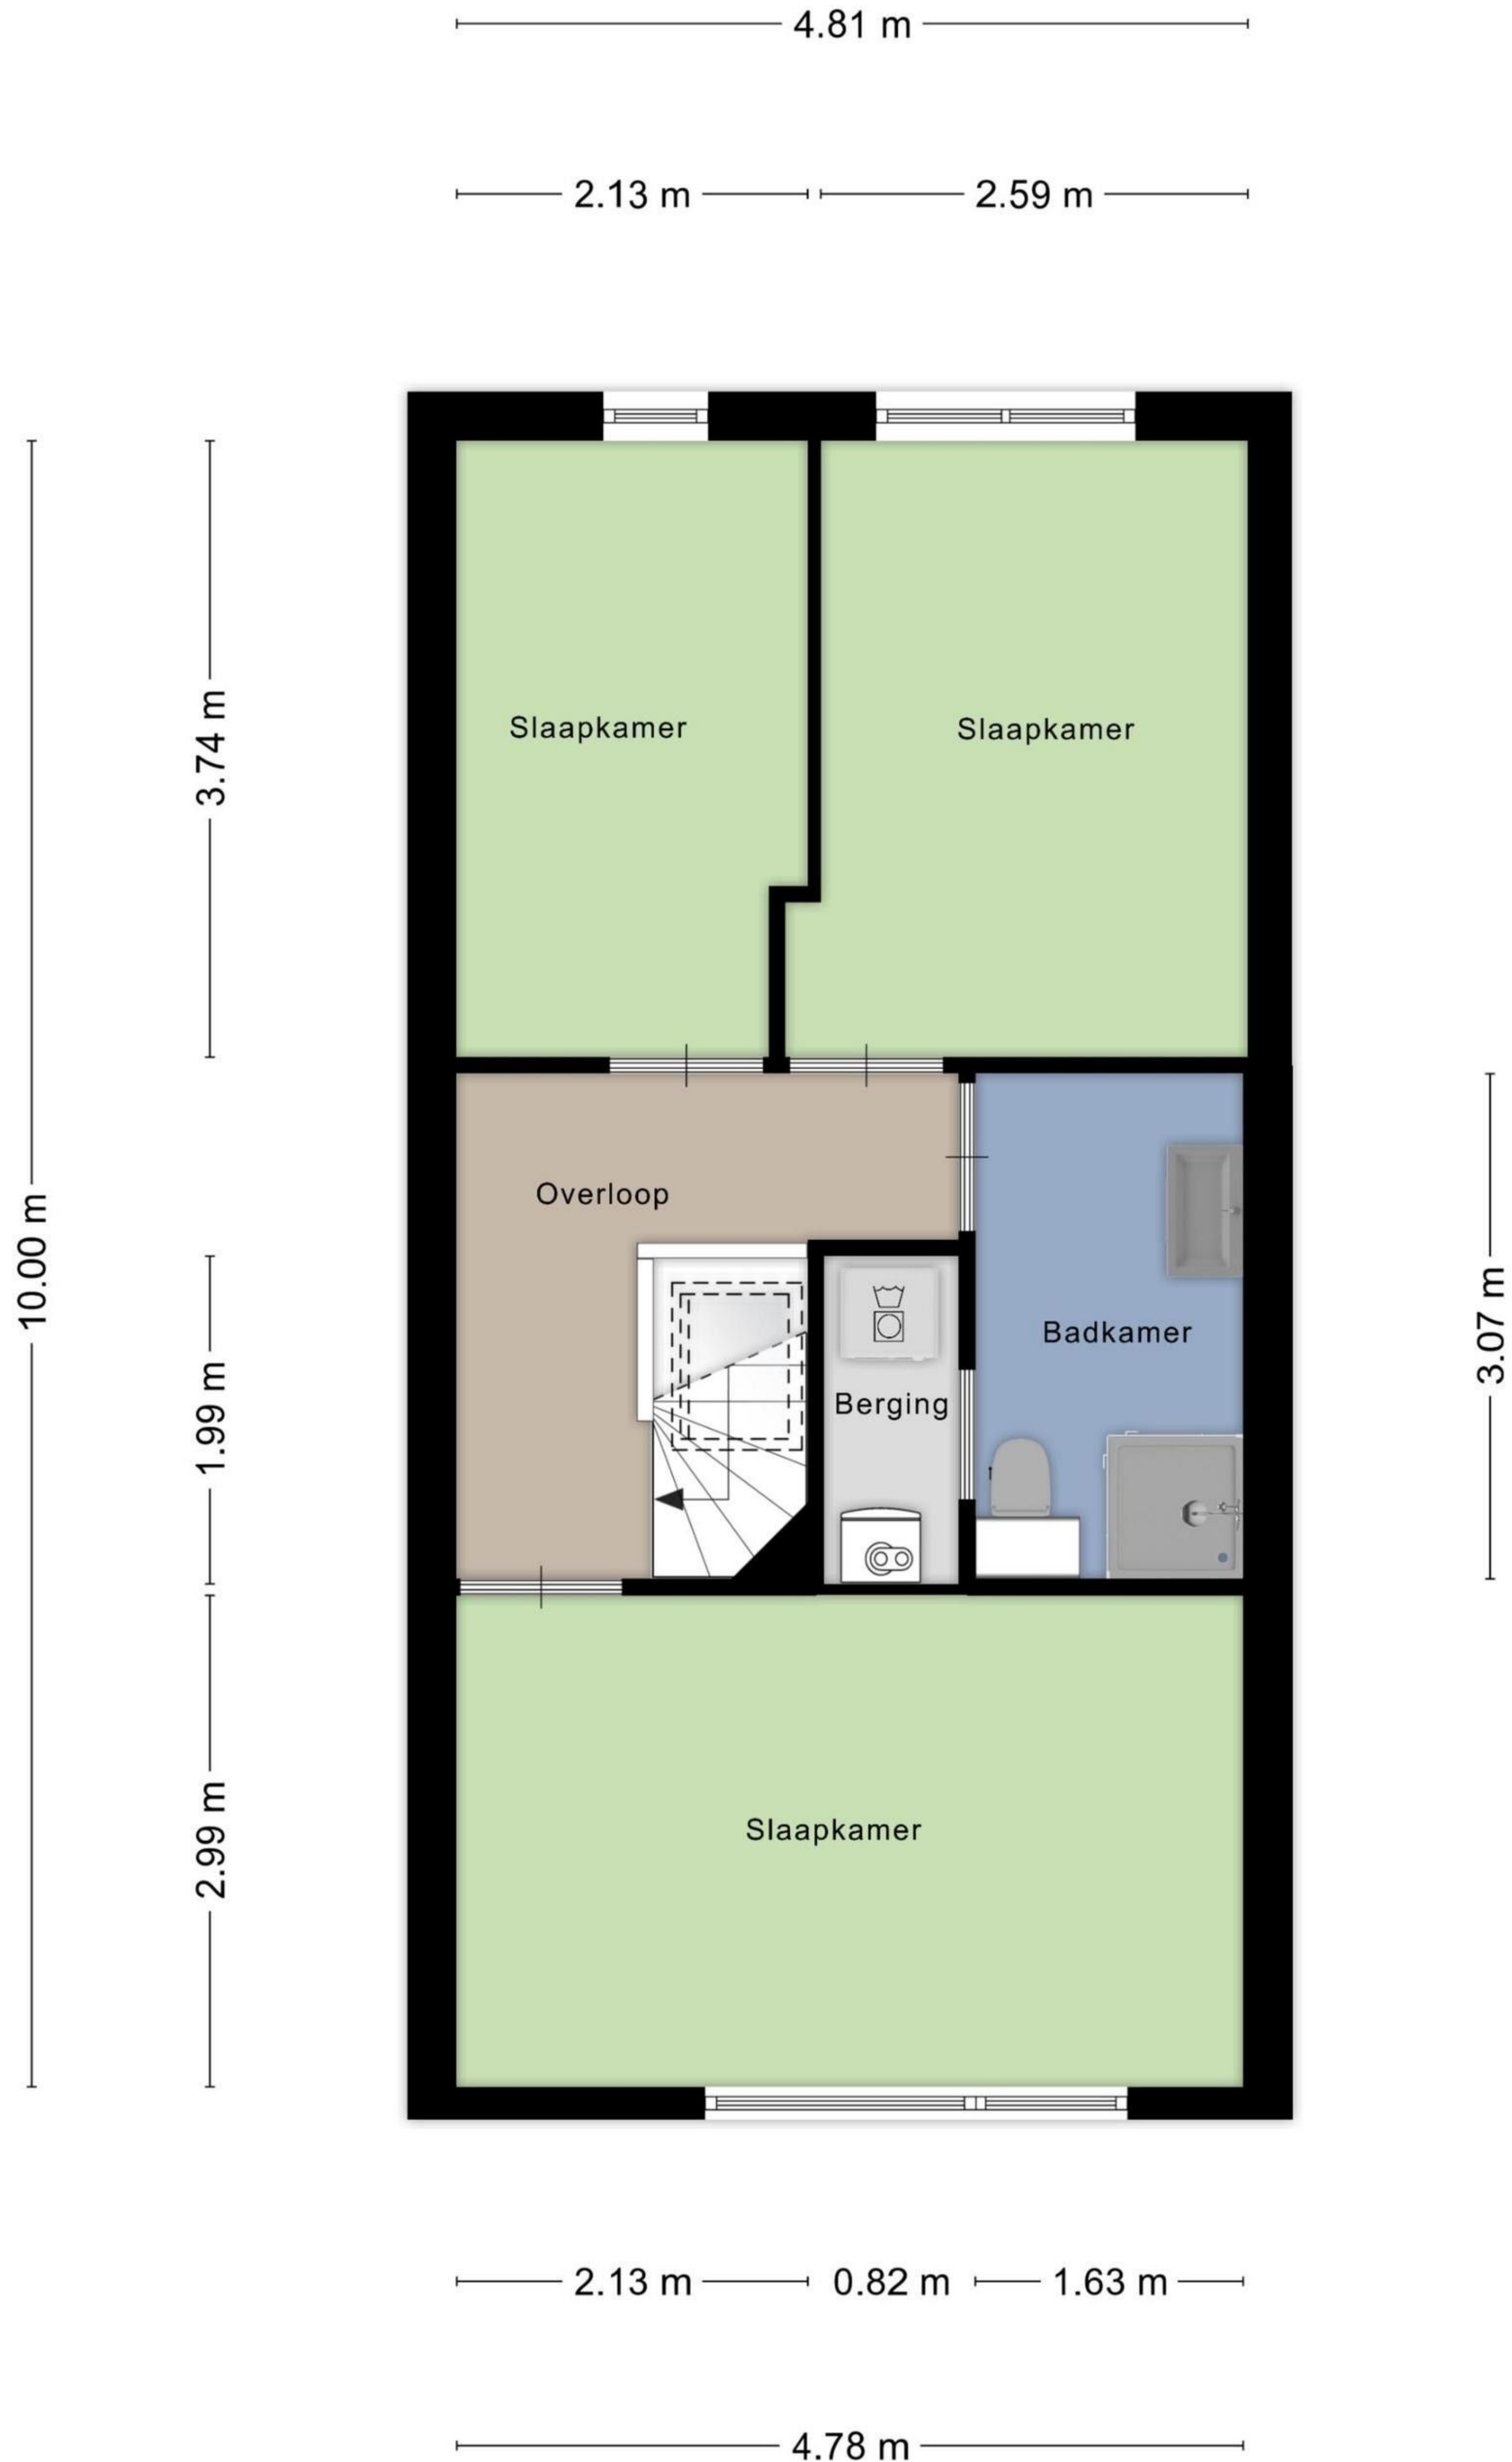 4.81 m
2.13 m
2.59 m
Slaapkamer
Slaapkamer
3.74 m
10.00 m
Overloop
Badkamer
3.07 m
1.99 m
Berging
2.99 m
Slaapkamer
2.13 m
0.82 m
1.63 m
4.78 m